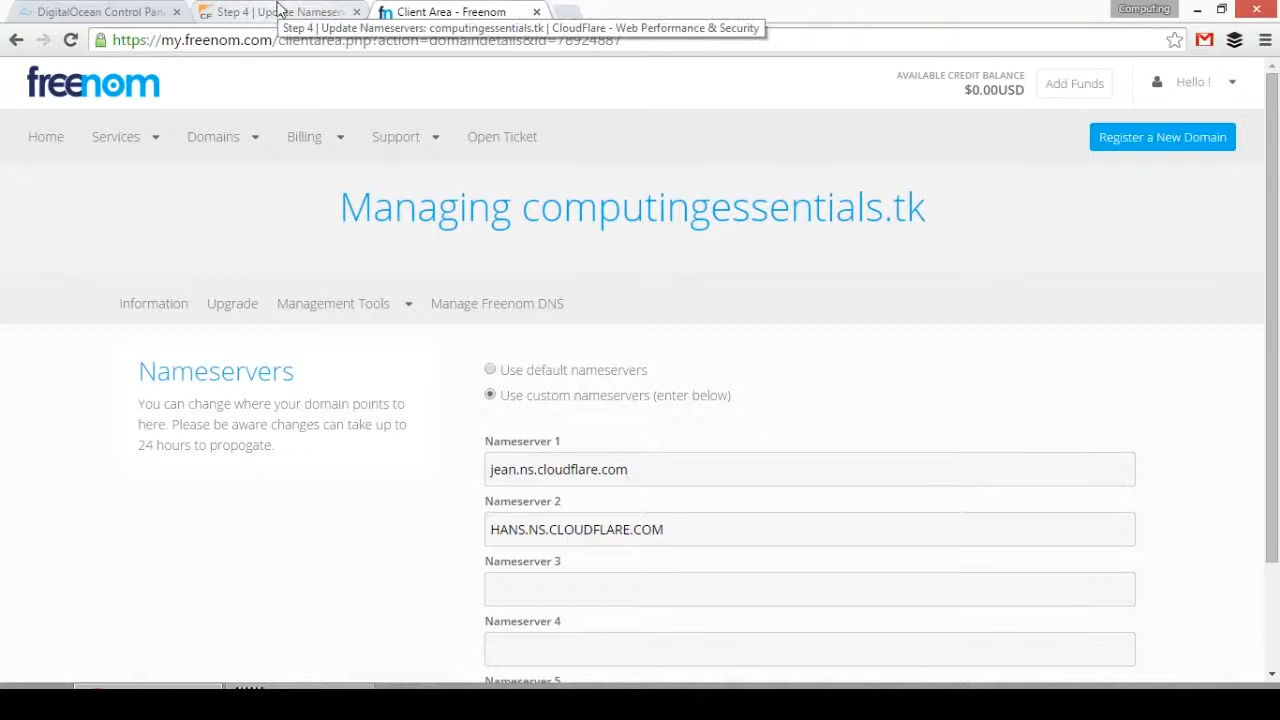 DigitalOcean Control Pan
Step 4 | Update Nameserv
Client Area - Freenom
Computing
Step 4 | Update Nameservers: computingessentials.tk | CloudFlare - Web Performance & Security
https://my.freenom.com/clientarea.php?action=domaindetails&id=78924887
freenom
AVAILABLE CREDIT BALANCE
$0.00USD
Add Funds
Hello !
Home
Services
Domains
Billing
Support
Open Ticket
Register a New Domain
Managing computingessentials.tk
Information
Upgrade
Management Tools
Manage Freenom DNS
Nameservers
You can change where your domain points to
here. Please be aware changes can take up to
24 hours to propogate.
Use default nameservers
Use custom nameservers (enter below)
Nameserver 1
jean.ns.cloudflare.com
Nameserver 2
HANS.NS.CLOUDFLARE.COM
Nameserver 3
Nameserver 4
Nameserver 5